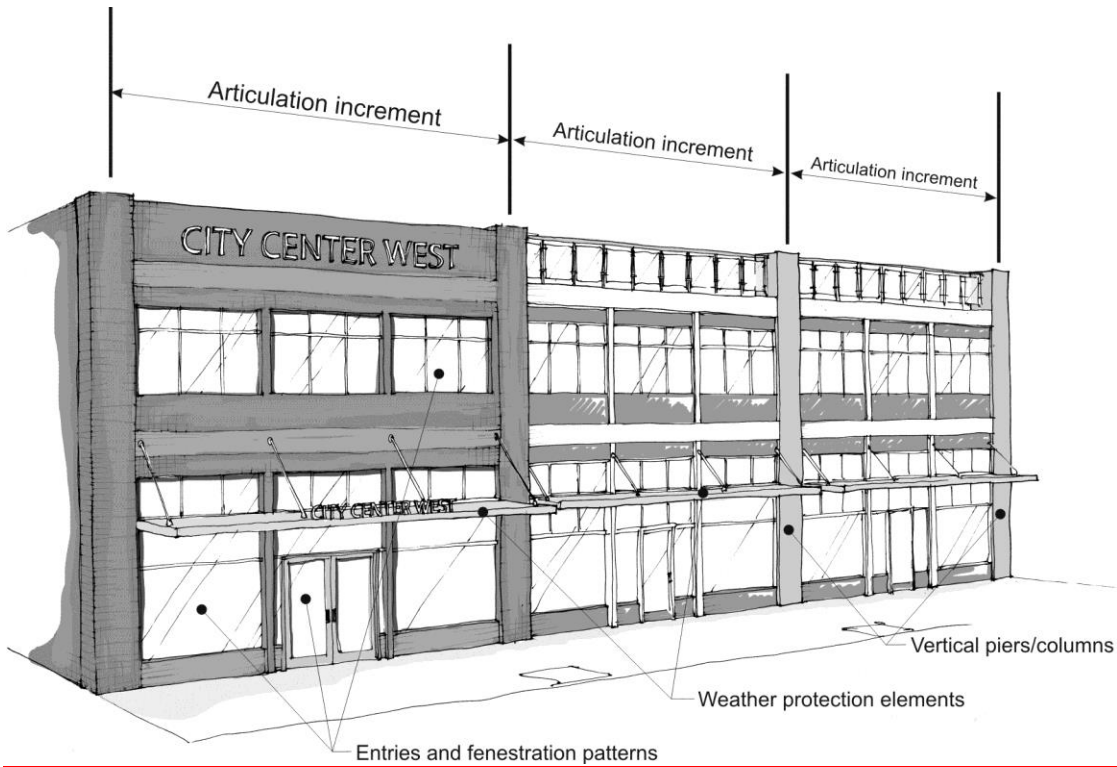 Articulation increment
Articulation increment
Articulation increment
CITY CENTER WEST
CITY CENTER WEST
Vertical piers/columns
Weather protection elements
Entries and fenestration patterns